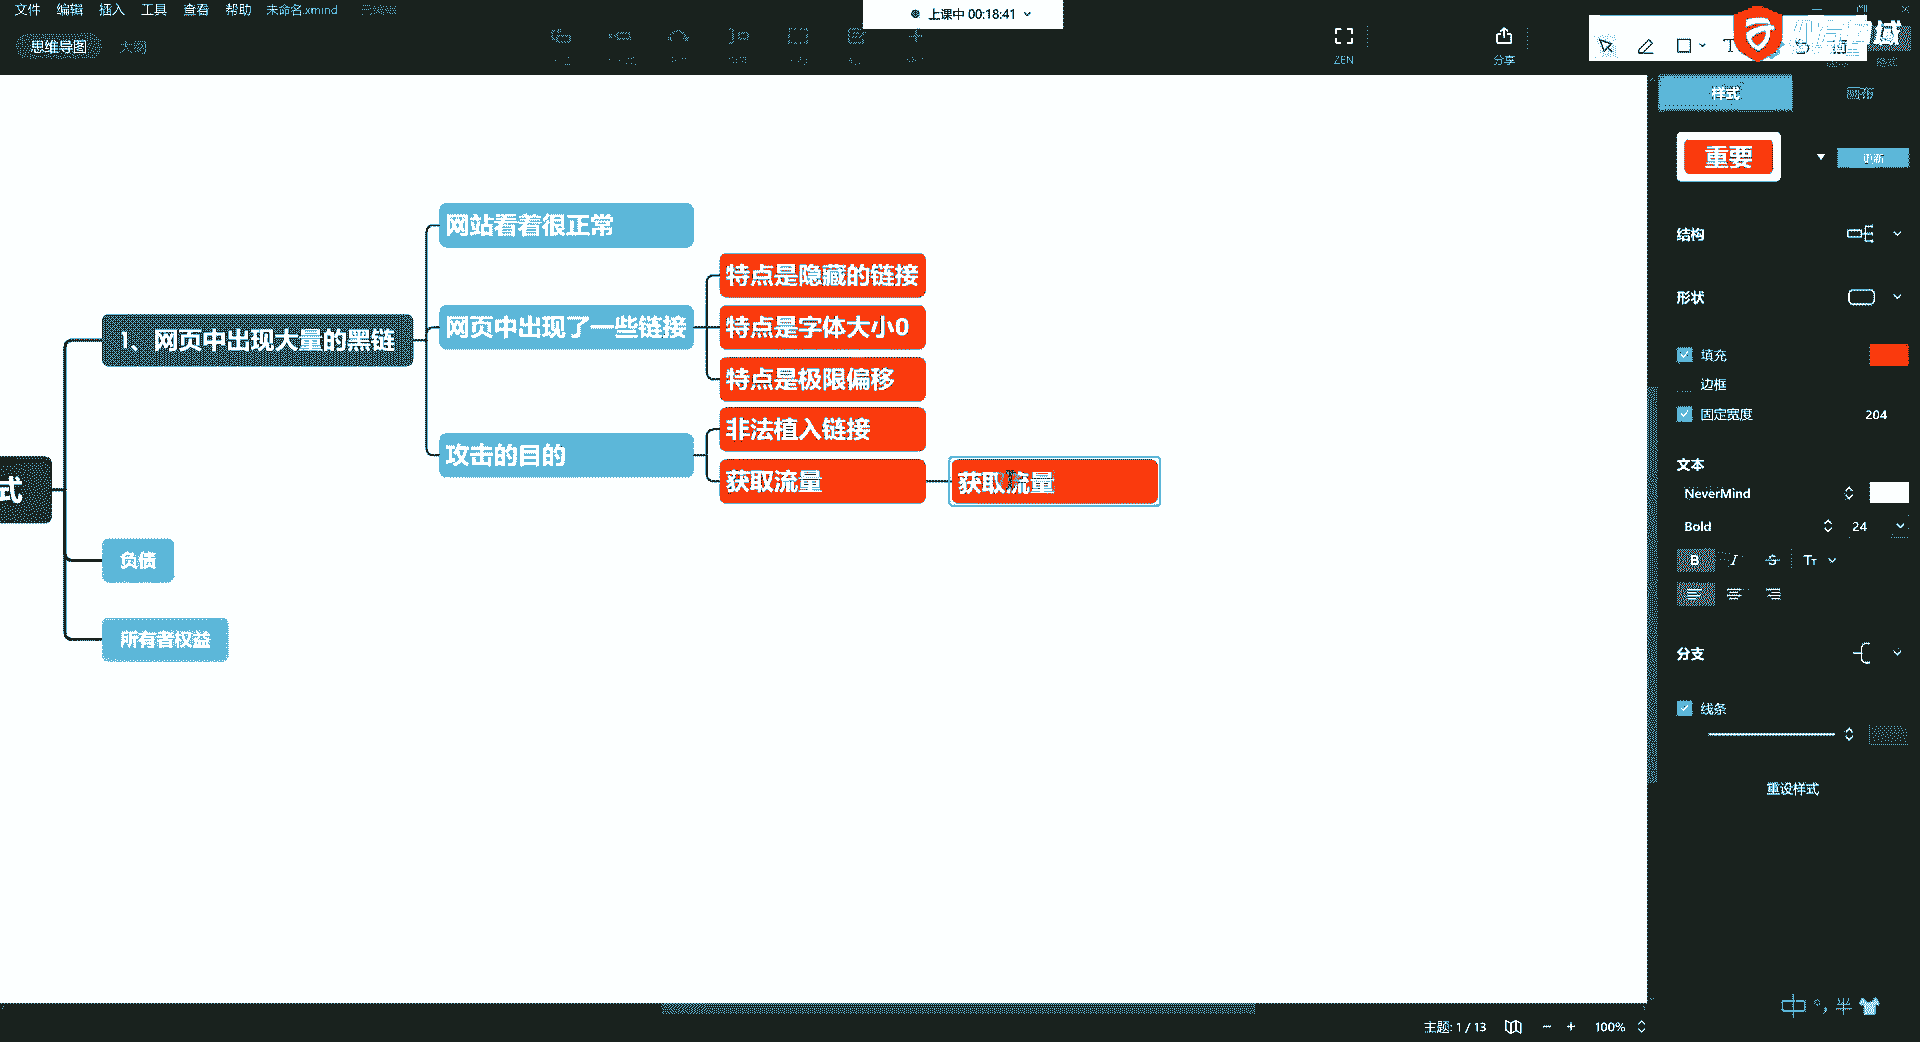 文件 编辑 插入 工具 查看 帮助 未命名.xmind
上课中 00:18:41
思维导图 大纲
ZEN
分享
样式
画布
重要
更新
网站看着很正常
结构
特点是隐藏的链接
形状
1、网页中出现大量的黑链
网页中出现了一些链接
特点是字体大小0
填充
特点是极限偏移
边框
固定宽度 204
非法植入链接
攻击的目的
文本
获取流量
获取流量
式
NeverMind
Bold 24
B I S Tт
负债
所有者权益
分支
线条
重设样式
中 °, 半
主题: 1 / 13
100%